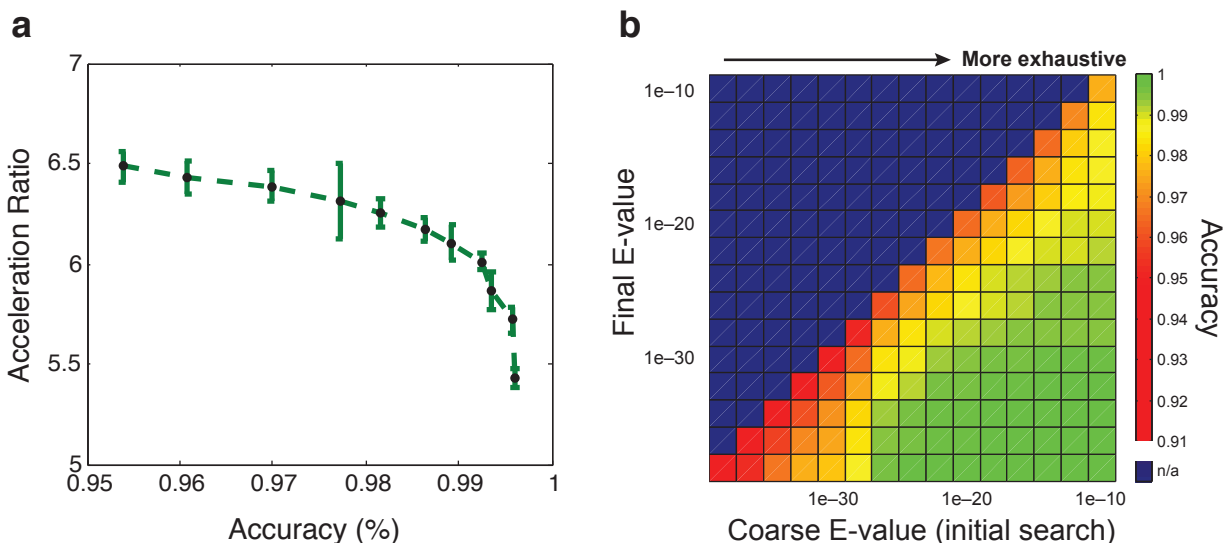 a
7
6.5
6
5.5
5
0.95
0.96
0.97
0.98
0.99
1
Acceleration Ratio
Accuracy (%)
b
More exhaustive
1e–10
1e–20
1e–30
Final E-value
1e–30
1e–20
1e–10
Coarse E-value (initial search)
1
0.99
0.98
0.97
0.96
0.95
0.94
0.93
0.92
0.91
n/a
Accuracy